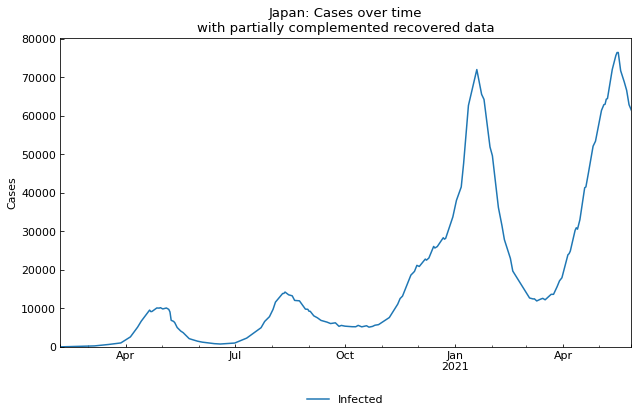 Japan: Cases over time
with partially complemented recovered data
80000
70000
60000
50000
40000
30000
20000
10000
0
Cases
Apr
Jul
Oct
Jan
2021
Apr
Infected